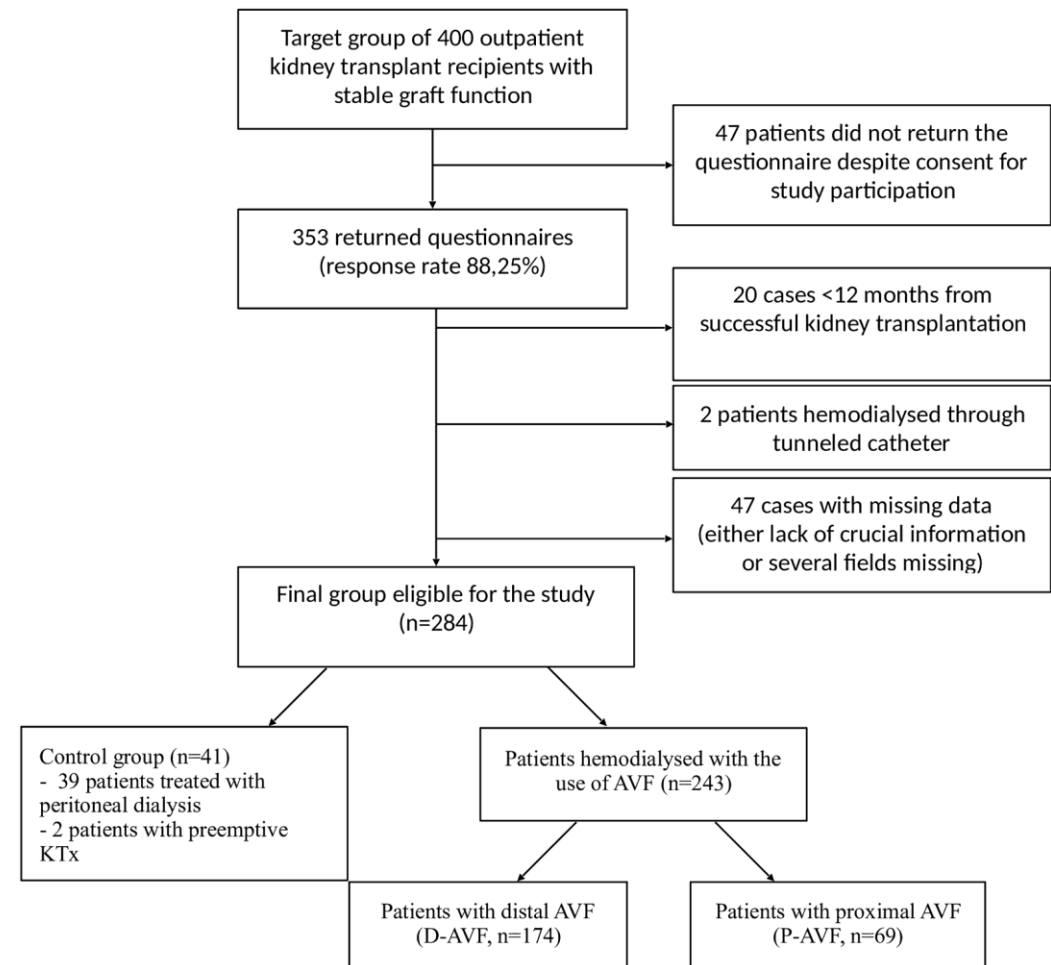 Target group of 400 outpatient
kidney transplant recipients with
stable graft function
47 patients did not return the
questionnaire despite consent for
study participation
353 returned questionnaires
(response rate 88,25%)
20 cases <12 months from
successful kidney transplantation
2 patients hemodialysed through
tunneled catheter
47 cases with missing data
(either lack of crucial information
or several fields missing)
Final group eligible for the study
(n=284)
Control group (n=41)
- 39 patients treated with
peritoneal dialysis
- 2 patients with preemptive
KTx
Patients hemodialysed with the
use of AVF (n=243)
Patients with distal AVF
(D-AVF, n=174)
Patients with proximal AVF
(P-AVF, n=69)